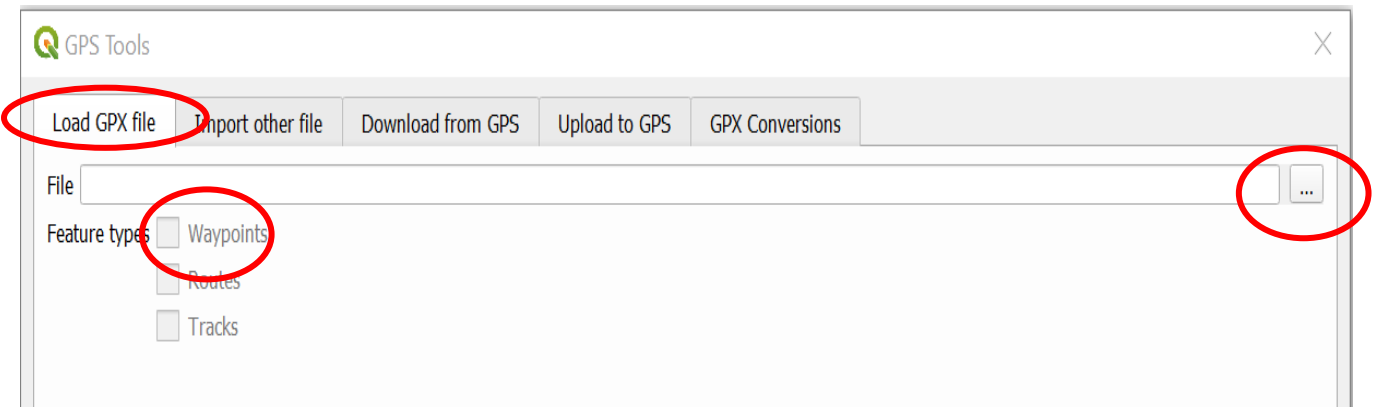 GPS Tools
Load GPX file Import other file Download from GPS Upload to GPS GPX Conversions
File ...
Feature types Waypoints
Routes
Tracks